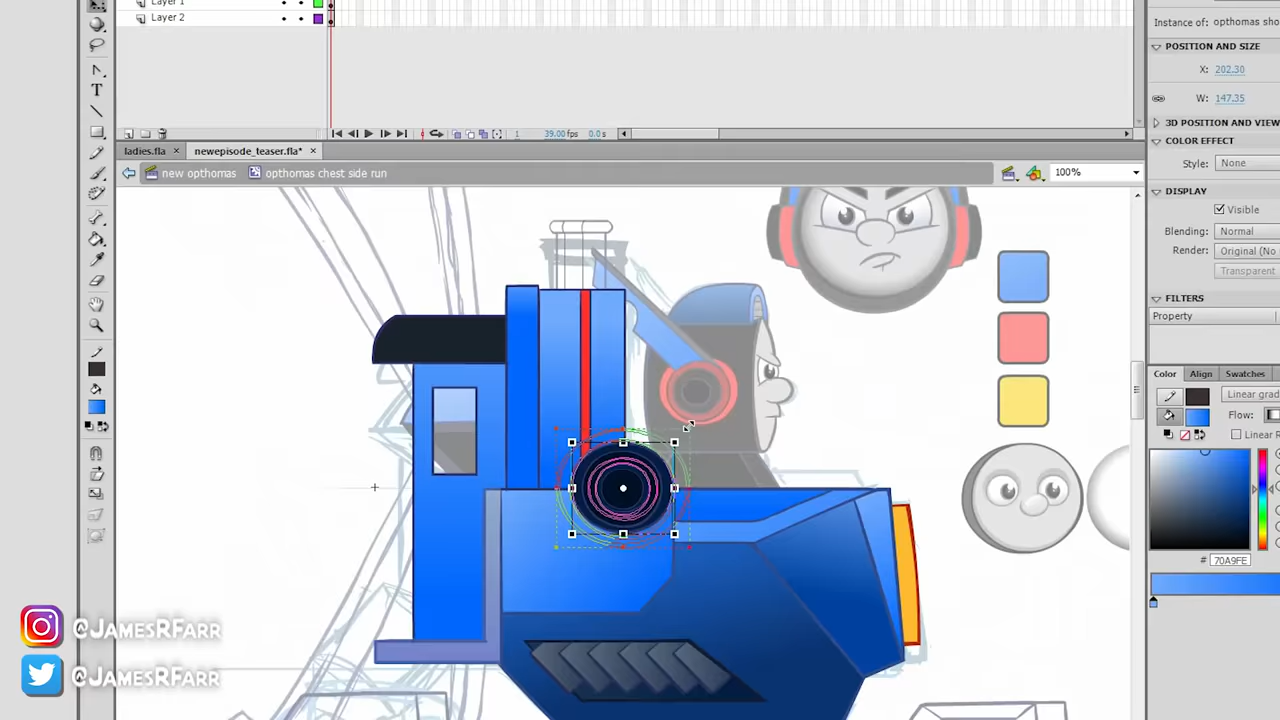 Layer 1
Layer 2
Instance of: opthomas sho
POSITION AND SIZE
X: 202.30
W: 147.35
3D POSITION AND VIEW
COLOR EFFECT
Style: None
DISPLAY
Visible
Blending: Normal
Render: Original (No
Transparent
FILTERS
Property
1 39.00 fps 0.0 s
ladies.fla × newepisode_teaser.fla* ×
new opthomas opthomas chest side run 100%
T
Color Align Swatches
Linear grad
Flow:
Linear R
# 70A9FE
@JamesRFarr
@JamesRFarr